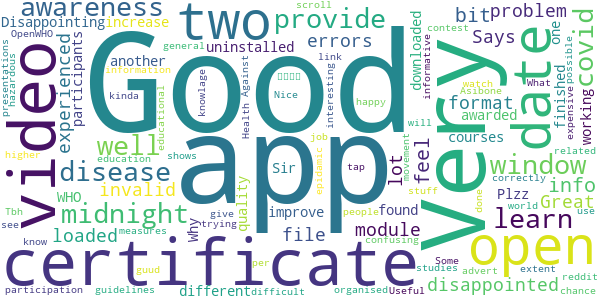 awareness
two
provide
scroll
contest
one
Disappointing
increase
bit
problem
OpenWHO
general
uninstalled
errors
downloaded
informative
Says
What
possible
date
covid
another
link
presentations
hazardous
experienced
participants
information
kinda
knowlage
Health Against
Nice
interesting
happy
watch
Asibone
expensive
finished
working
video
Good
very
format
awarded
well
educational
courses
related
disease
education
shows
Sir
epidanic
job
tap
movement
lot
feel
will
stuff
window
done
correctly
higher
invalid
app
people
info
world
use
WHO
quality
improve
found
Plzz
Great
learn
midnight
Tbh
see
loaded
measures
Why
give
trying
file
module
confusing
open
know
certificate
guud
per
different
difficult
organised
Useful
studies
Some
advert
extent
reddit
chance
participation
guidelines
disappointed